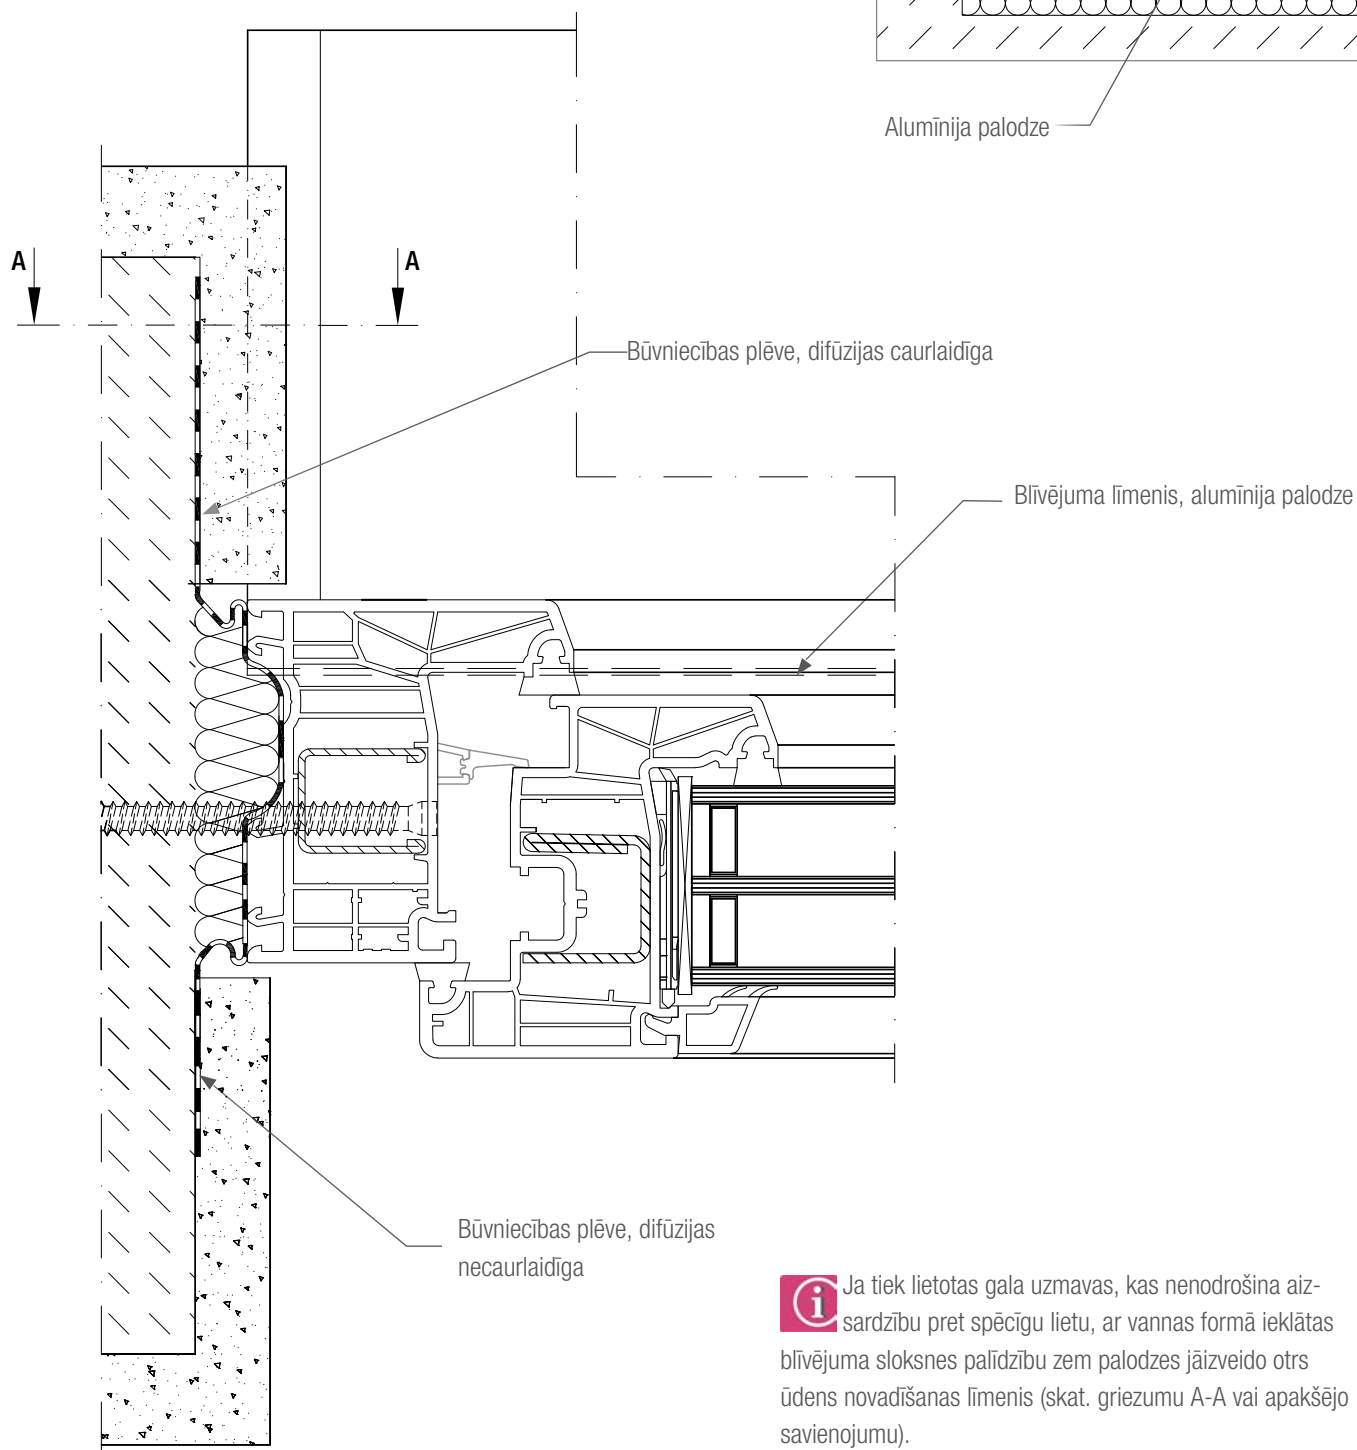 Alumīnija palodze
A
A
Būvniecības plēve, difūzijas caurlaidīga
Blīvējuma līmenis, alumīnija palodze
Būvniecības plēve, difūzijas
necaurlaidīga
i
Ja tiek lietotas gala uzmavas, kas nenodrošina aiz-
sardzību pret spēcīgu lietu, ar vannas formā ieklātas
blīvējuma sloksnes palīdzību zem palodzes jāizveido otrs
ūdens novadīšanas līmenis (skat. griezumu A-A vai apakšējo
savienojumu).